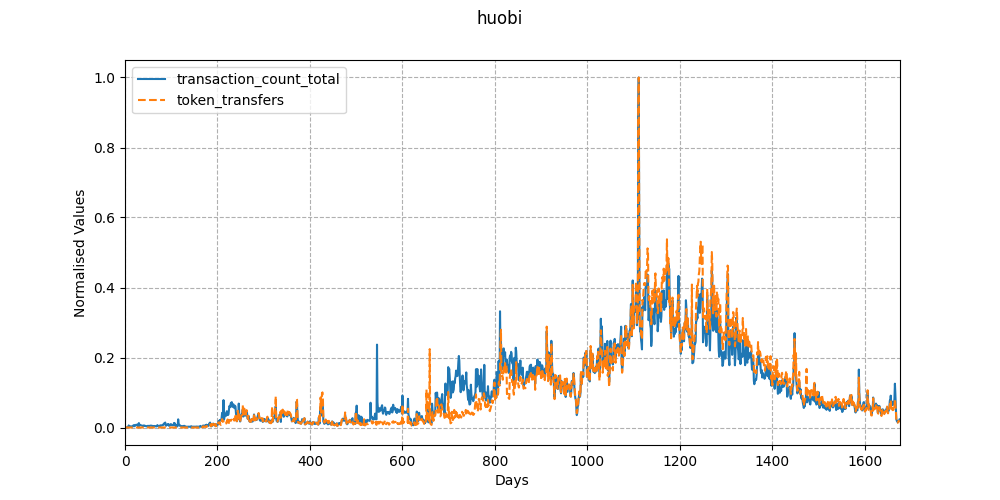 huobi
transaction_count_total
token_transfers
Normalised Values
1.0
0.8
0.6
0.4
0.2
0.0
0 200 400 600 800 1000 1200 1400 1600
Days